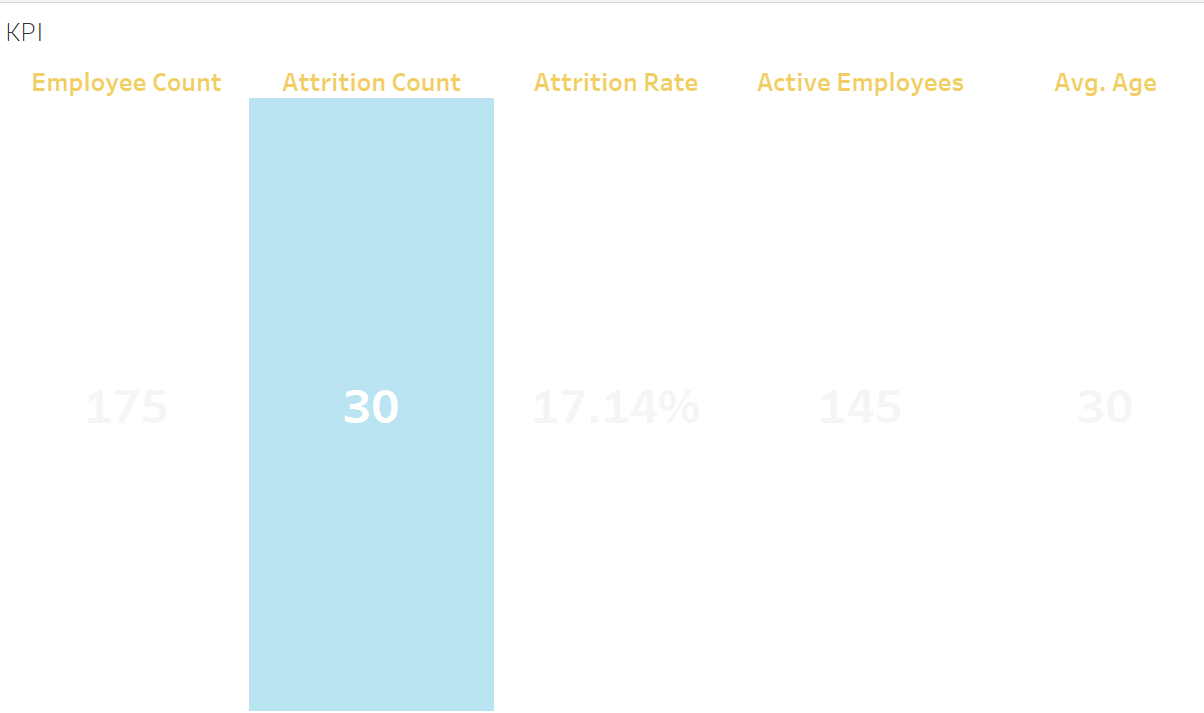 KPI
Employee Count Attrition Count Attrition Rate Active Employees Avg. Age
175 30 17.14% 145 30